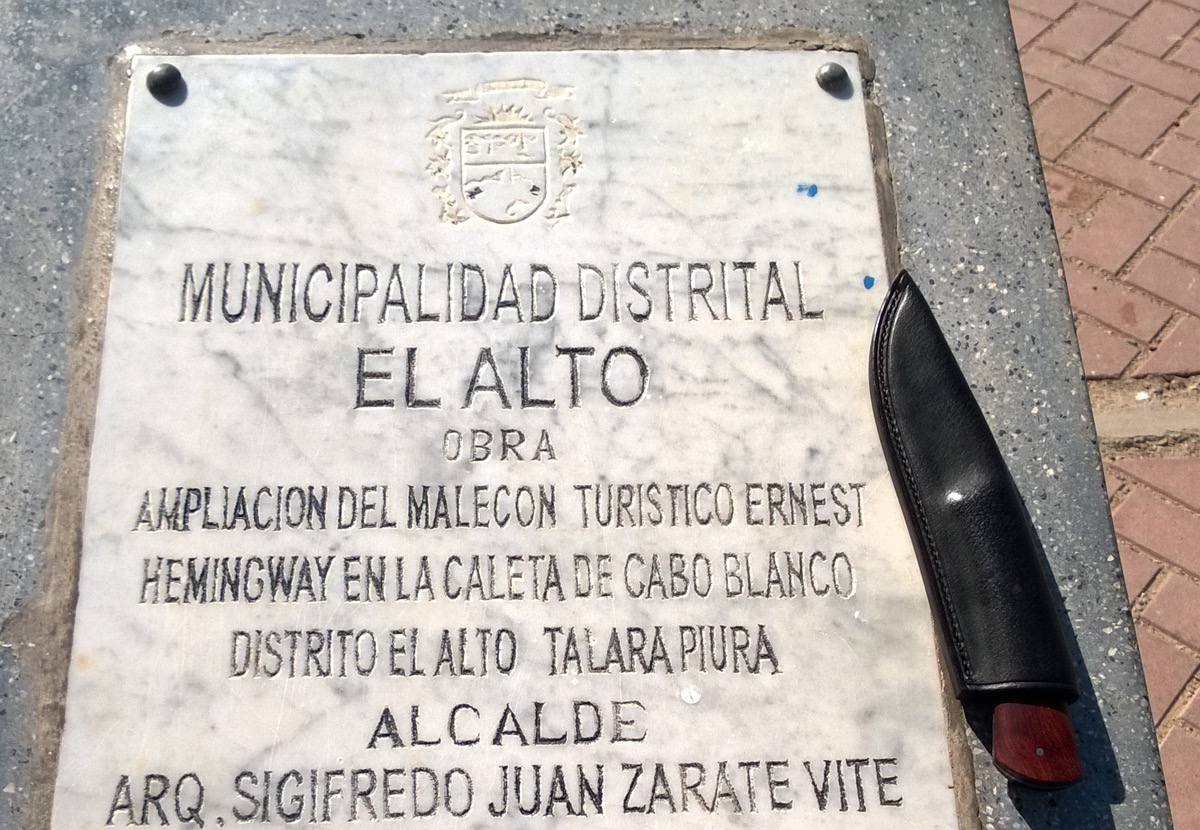 MUNICIPALIDAD DISTRITAL
EL ALTO
OBRA
AMPLIACION DEL MALECON TURISTICO ERNEST
HEMINGWAY EN LA CALETA DE CABO BLANCO
DISTRITO EL ALTO TALARA PIURA
ALCALDE
ARQ. SIGIFREDO JUAN ZARATE VITE